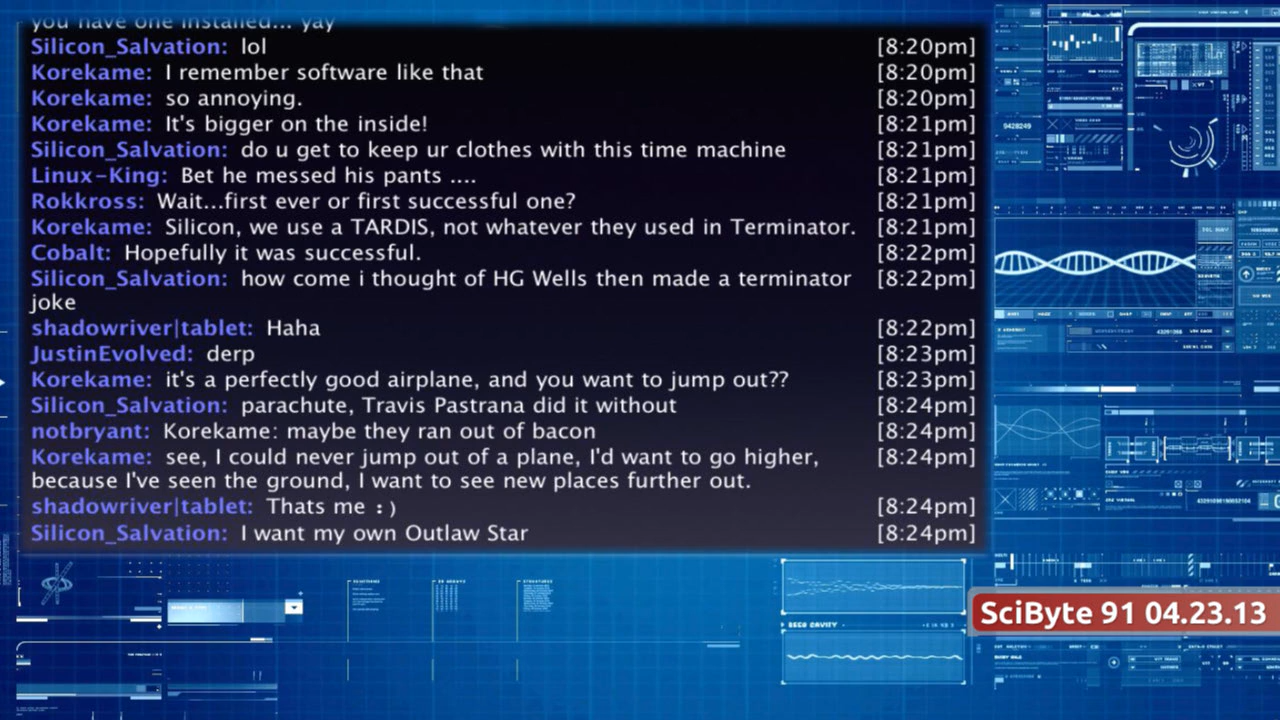 you have one installed... yay
Silicon_Salvation: lol [8:20pm]
Korekame: I remember software like that [8:20pm]
Korekame: so annoying. [8:20pm]
Korekame: It's bigger on the inside! [8:21pm]
Silicon_Salvation: do u get to keep ur clothes with this time machine [8:21pm]
Linux-King: Bet he messed his pants .... [8:21pm]
Rokkross: Wait...first ever or first successful one? [8:21pm]
Korekame: Silicon, we use a TARDIS, not whatever they used in Terminator. [8:21pm]
Cobalt: Hopefully it was successful. [8:22pm]
Silicon_Salvation: how come i thought of HG Wells then made a terminator [8:22pm]
joke
shadowriver|tablet: Haha [8:22pm]
JustinEvolved: derp [8:23pm]
Korekame: it's a perfectly good airplane, and you want to jump out?? [8:23pm]
Silicon_Salvation: parachute, Travis Pastrana did it without [8:24pm]
notbryant: Korekame: maybe they ran out of bacon [8:24pm]
Korekame: see, I could never jump out of a plane, I'd want to go higher, [8:24pm]
because I've seen the ground, I want to see new places further out.
shadowriver|tablet: Thats me :) [8:24pm]
Silicon_Salvation: I want my own Outlaw Star [8:24pm]
9428249
SciByte 91 04.23.13